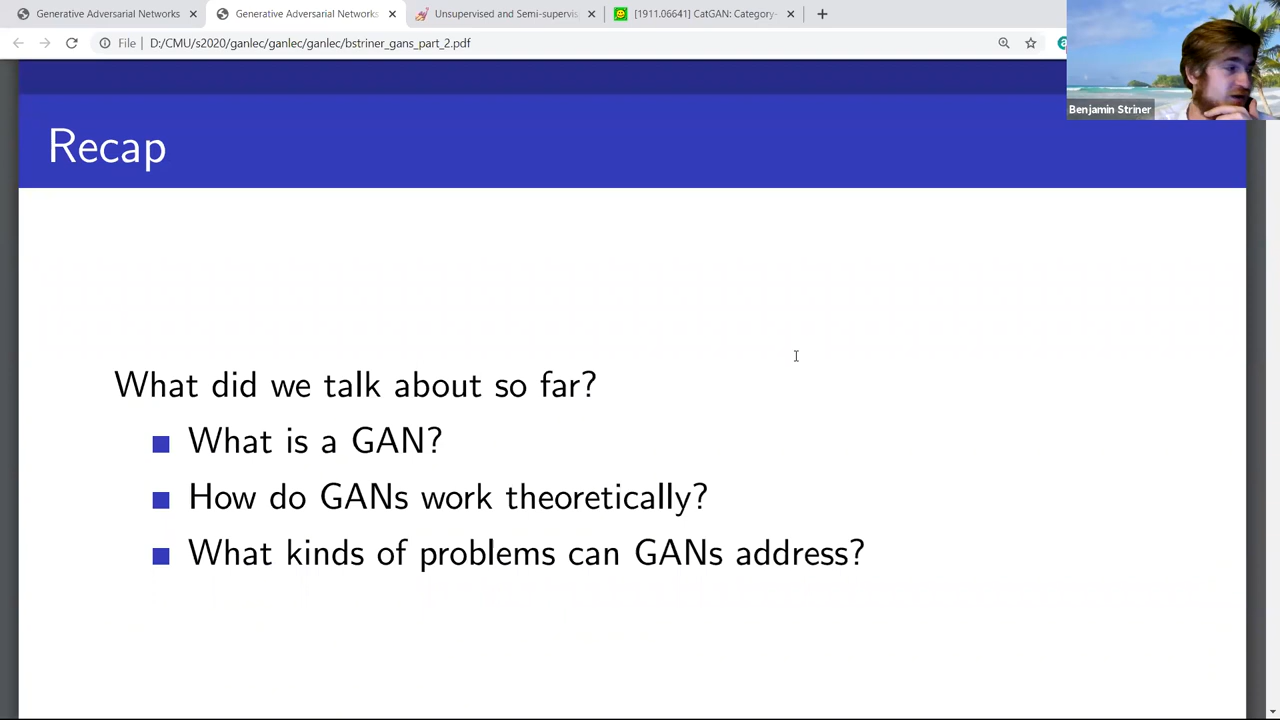 Generative Adversarial Networks
Generative Adversarial Networks
Unsupervised and Semi-supervis
[1911.06641] CatGAN: Category-
File
D:/CMU/s2020/ganlec/ganlec/ganlec/bstriner_gans_part_2.pdf
Benjamin Striner
Recap
What did we talk about so far?
What is a GAN?
How do GANs work theoretically?
What kinds of problems can GANs address?